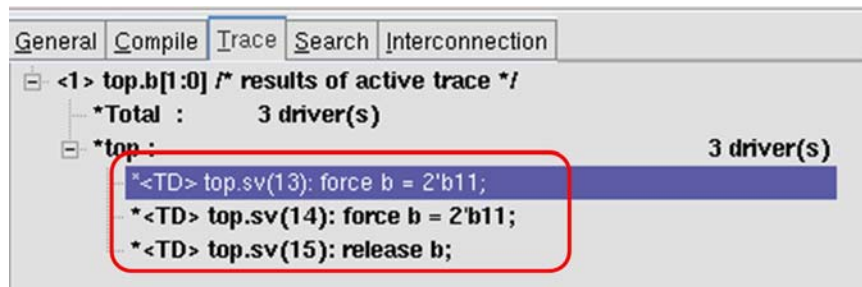 General Compile Trace Search Interconnection
<1> top.b[1:0] /* results of active trace */
*Total : 3 driver(s)
*top : 3 driver(s)
*<TD> top.sv(13): force b = 2'b11;
*<TD> top.sv(14): force b = 2'b11;
*<TD> top.sv(15): release b;